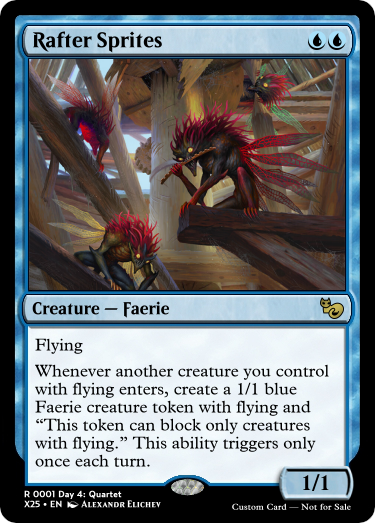 Rafter Sprites
Creature — Faerie
Flying
Whenever another creature you control
with flying enters, create a 1/1 blue
Faerie creature token with flying and
“This token can block only creatures
with flying.” This ability triggers only
once each turn.
1/1
R 0001 Day 4: Quartet
X25 • EN Alexandr Elichev
Custom Card — Not for Sale